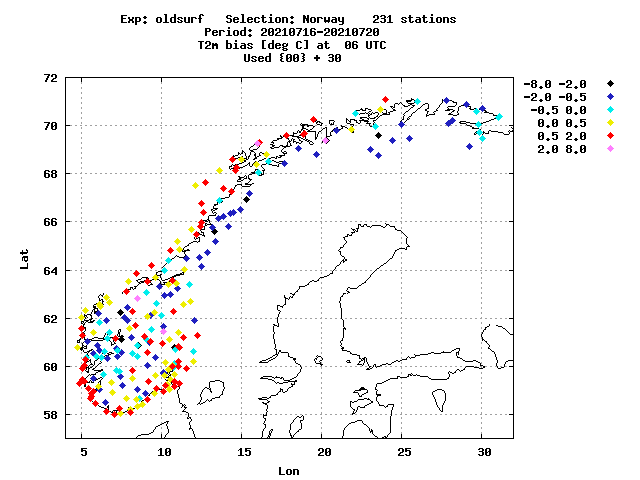 Exp: oldsurf Selection: Norway 231 stations
Period: 20210716-20210720
T2m bias [deg C] at 06 UTC
Used {00} + 30
-8.0 -2.0
-2.0 -0.5
-0.5 0.0
0.0 0.5
0.5 2.0
2.0 8.0
72
70
68
66
64
62
60
58
Lat
5 10 15 20 25 30
Lon